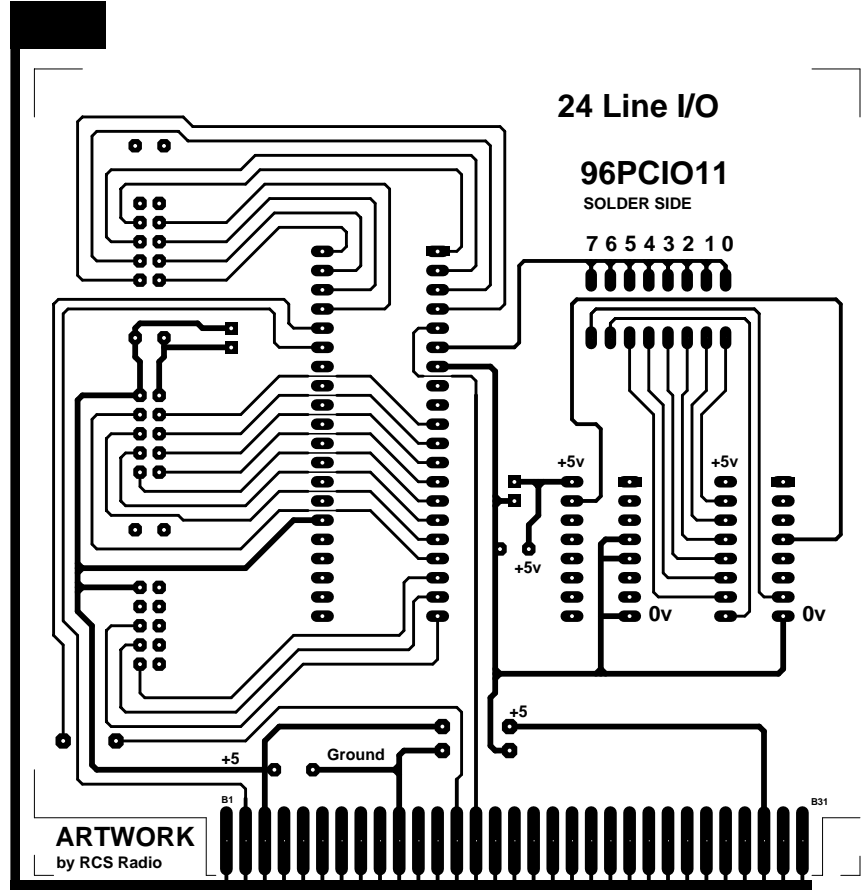 24 Line I/O
96PCIO11
SOLDER SIDE
7 6 5 4 3 2 1 0
+5v
+5v
+5v
0v
0v
+5
+5
Ground
B1
B31
ARTWORK
by RCS Radio